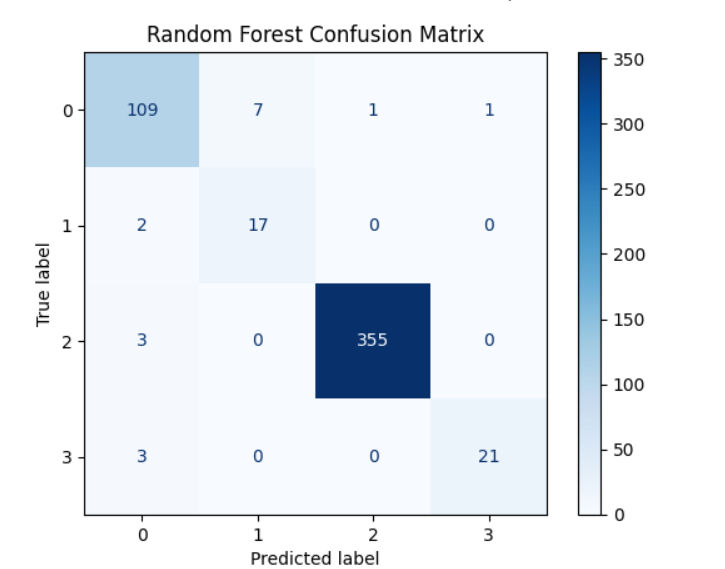 Random Forest Confusion Matrix
0 109 7 1 1
1 2 17 0 0
2 3 0 355 0
3 3 0 0 21
0 1 2 3
Predicted label
True label
350
300
250
200
150
100
50
0